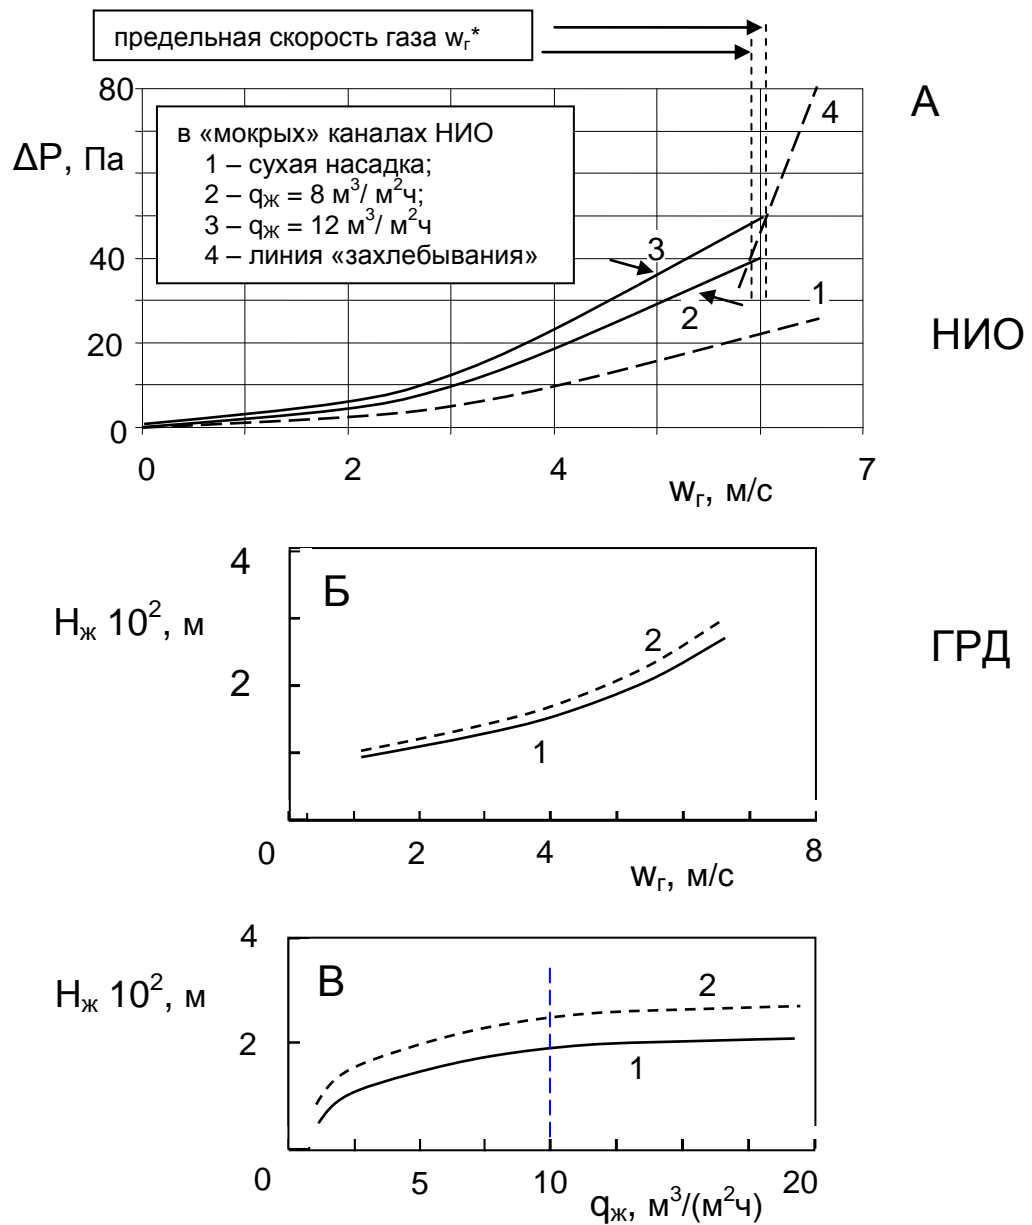 предельная скорость газа wг*
80
А
4
ΔP, Па
в «мокрых» каналах НИО
1 – сухая насадка;
2 – qЖ = 8 м³/ м²ч;
3 – qЖ = 12 м³/ м²ч
4 – линия «захлебывания»
3
40
1
2
НИО
20
0
0 2 4 7
wг, м/с
4
Б
Hж 10², м
2
ГРД
2
1
0 2 4 8
wг, м/с
4
В
2
Hж 10², м
2
1
0 5 10 20
qж, м³/(м²ч)